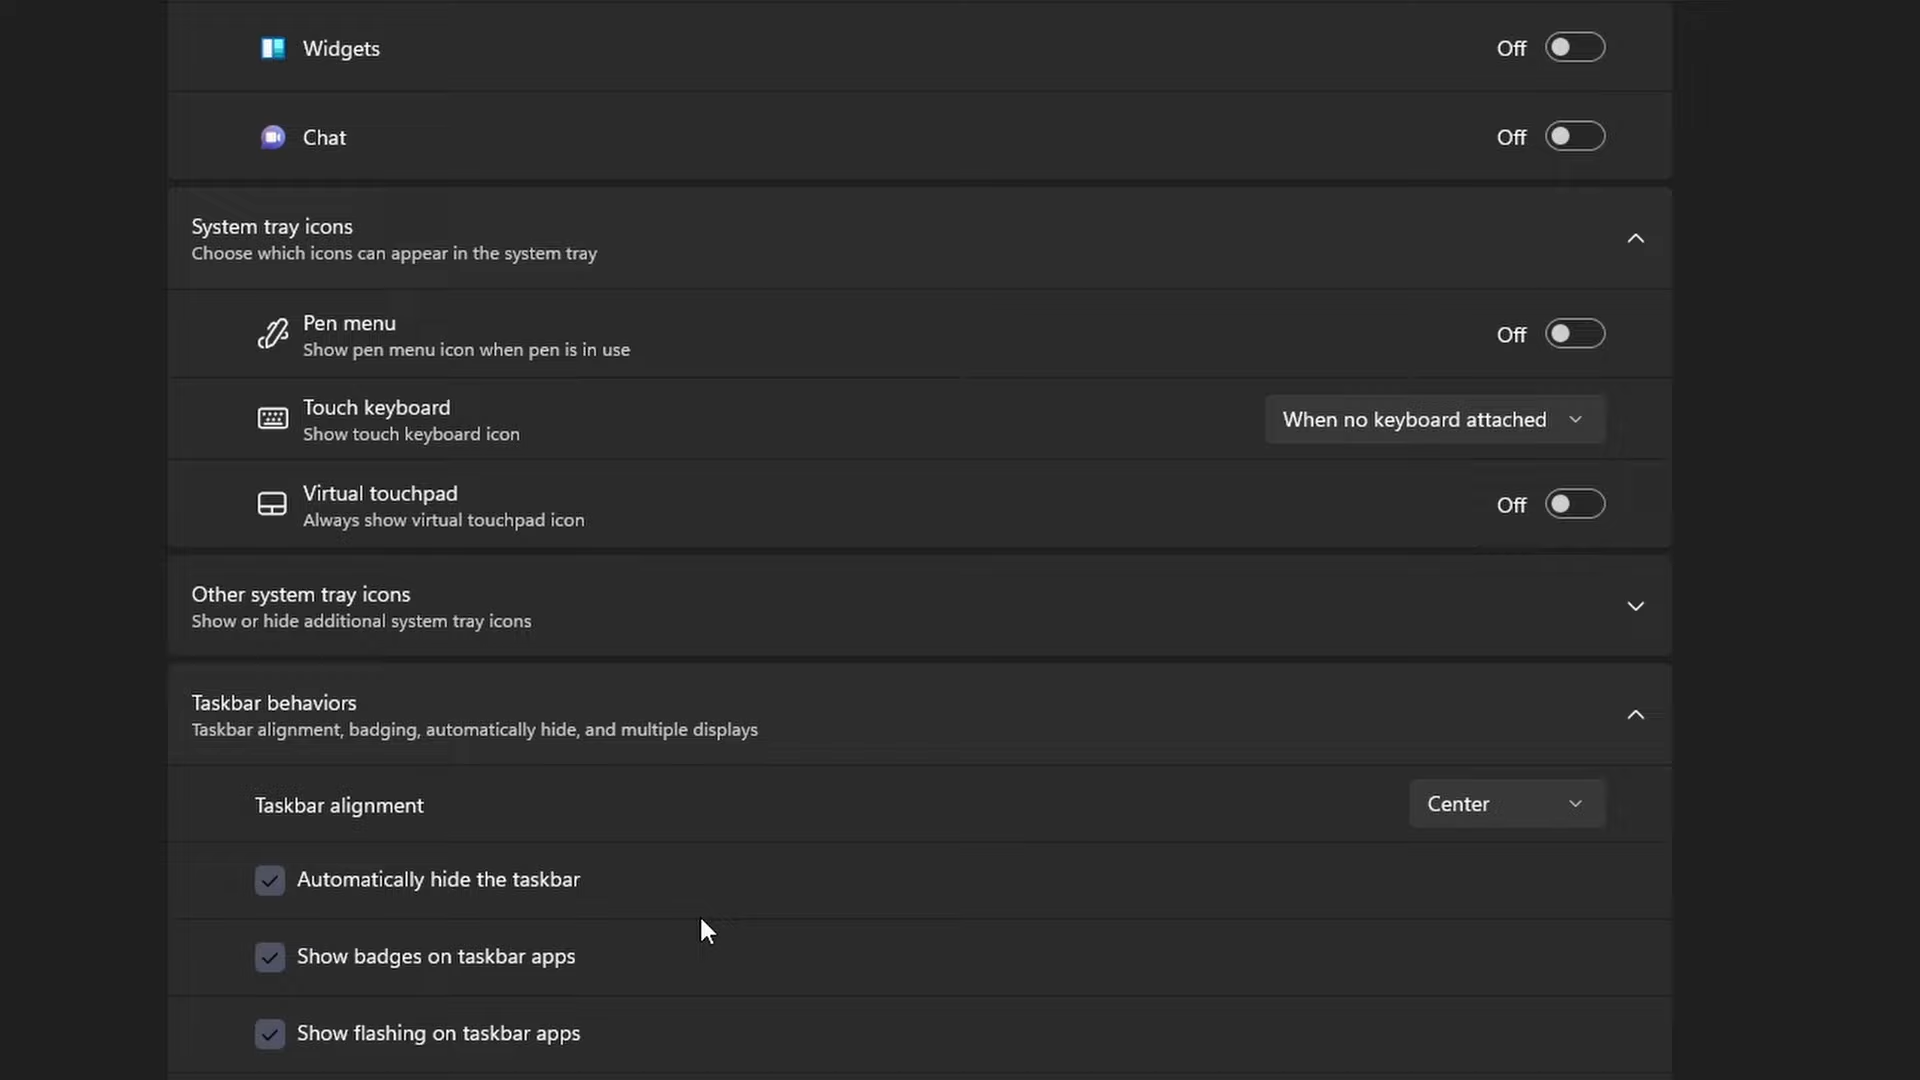 Widgets Off
Chat Off
System tray icons
Choose which icons can appear in the system tray
Pen menu
Show pen menu icon when pen is in use
Off
Touch keyboard
Show touch keyboard icon
When no keyboard attached
Virtual touchpad
Always show virtual touchpad icon
Off
Other system tray icons
Show or hide additional system tray icons
Taskbar behaviors
Taskbar alignment, badging, automatically hide, and multiple displays
Taskbar alignment Center
Automatically hide the taskbar
Show badges on taskbar apps
Show flashing on taskbar apps